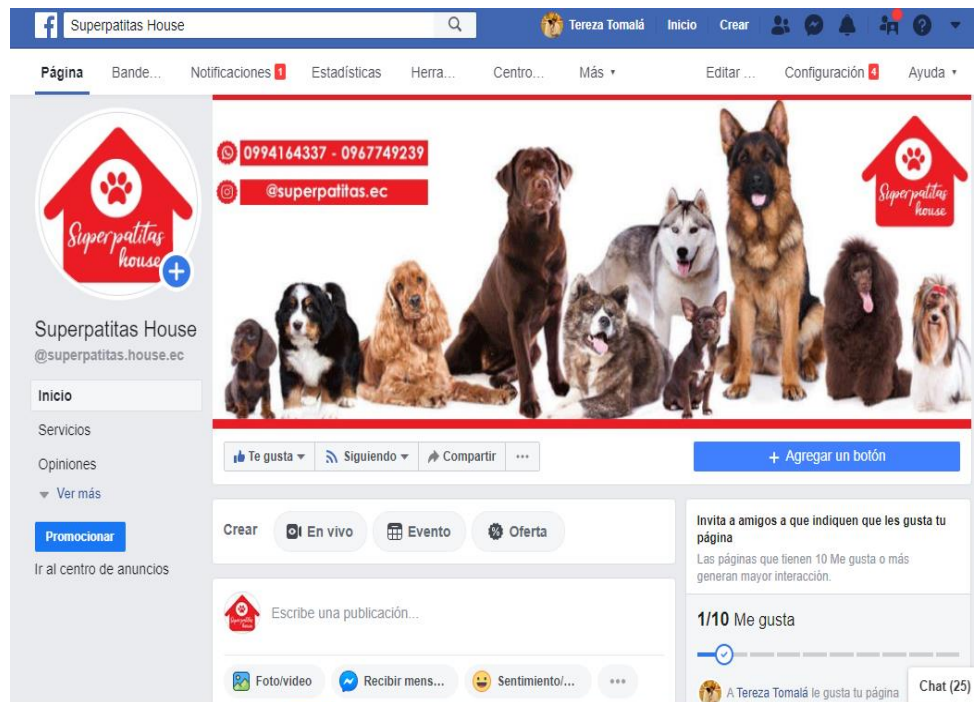 Superpatitas House
Tereza Tomalá
Inicio
Crear
Página
Bande...
Notificaciones 1
Estadísticas
Herra...
Centro...
Más
Editar ...
Configuración 4
Ayuda
Superpatitas
house
0994164337 - 0967749239
@superpatitas.ec
Superpatitas
house
Superpatitas House
@superpatitas.house.ec
Inicio
Servicios
Opiniones
Ver más
Promocionar
Ir al centro de anuncios
Te gusta
Siguiendo
Compartir
...
+ Agregar un botón
Crear
En vivo
Evento
Oferta
Escribe una publicación...
Foto/video
Recibir mens...
Sentimiento/...
Invita a amigos a que indiquen que les gusta tu
página
Las páginas que tienen 10 Me gusta o más
generan mayor interacción.
1/10 Me gusta
A Tereza Tomalá le gusta tu página
Chat (25)